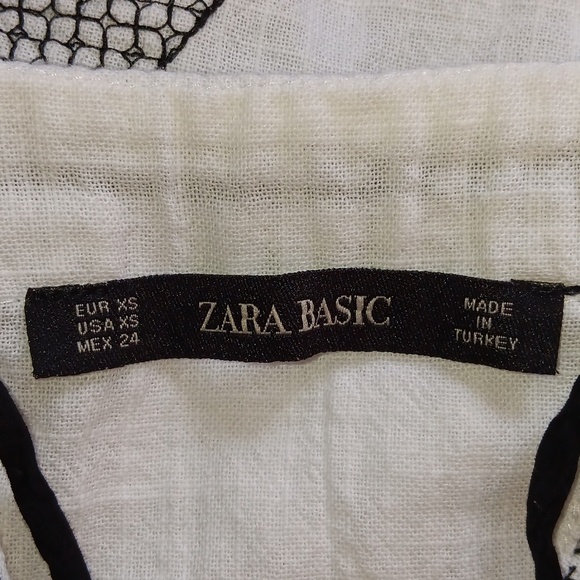 EUR XS
USA XS
MEX 24
ZARA BASIC
MADE
IN
TURKEY